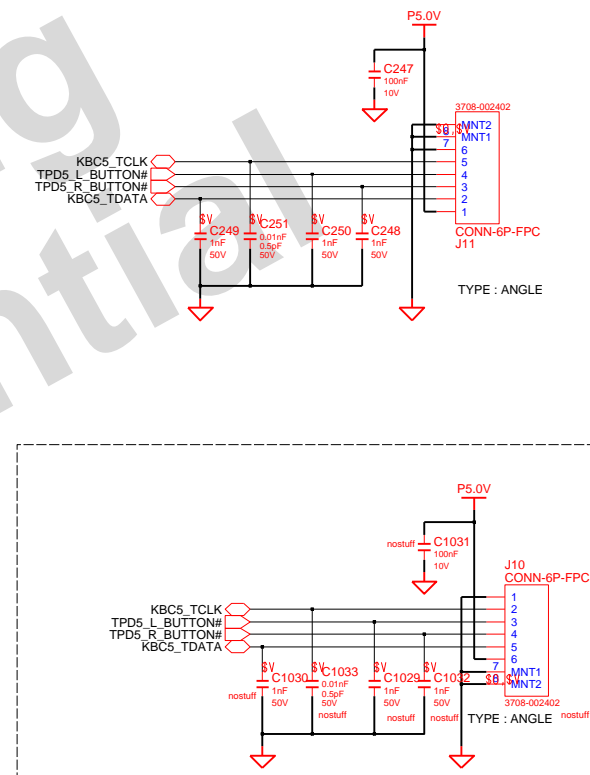 P5.0V
C247
100nF
10V
3708-002402
MNT2
MNT1
7
6
5
4
3
2
1
KBC5_TCLK
TPD5_L_BUTTON#
TPD5_R_BUTTON#
KBC5_TDATA
$V $V $V $V
C249 C251 C250 C248
1nF 0.01nF 1nF 1nF
0.5pF
50V 50V 50V 50V
CONN-6P-FPC
J11
TYPE : ANGLE
ntial
P5.0V
nostuff C1031
100nF
10V
J10
CONN-6P-FPC
1
2
3
4
5
6
7 MNT1
MNT2
KBC5_TCLK
TPD5_L_BUTTON#
TPD5_R_BUTTON#
KBC5_TDATA
$V $V $V $V
C1030 C1033 C1029 C1032
1nF 0.01nF 1nF 1nF
0.5pF
50V 50V 50V 50V
nostuff nostuff nostuff nostuff
3708-002402
TYPE : ANGLE nostuff